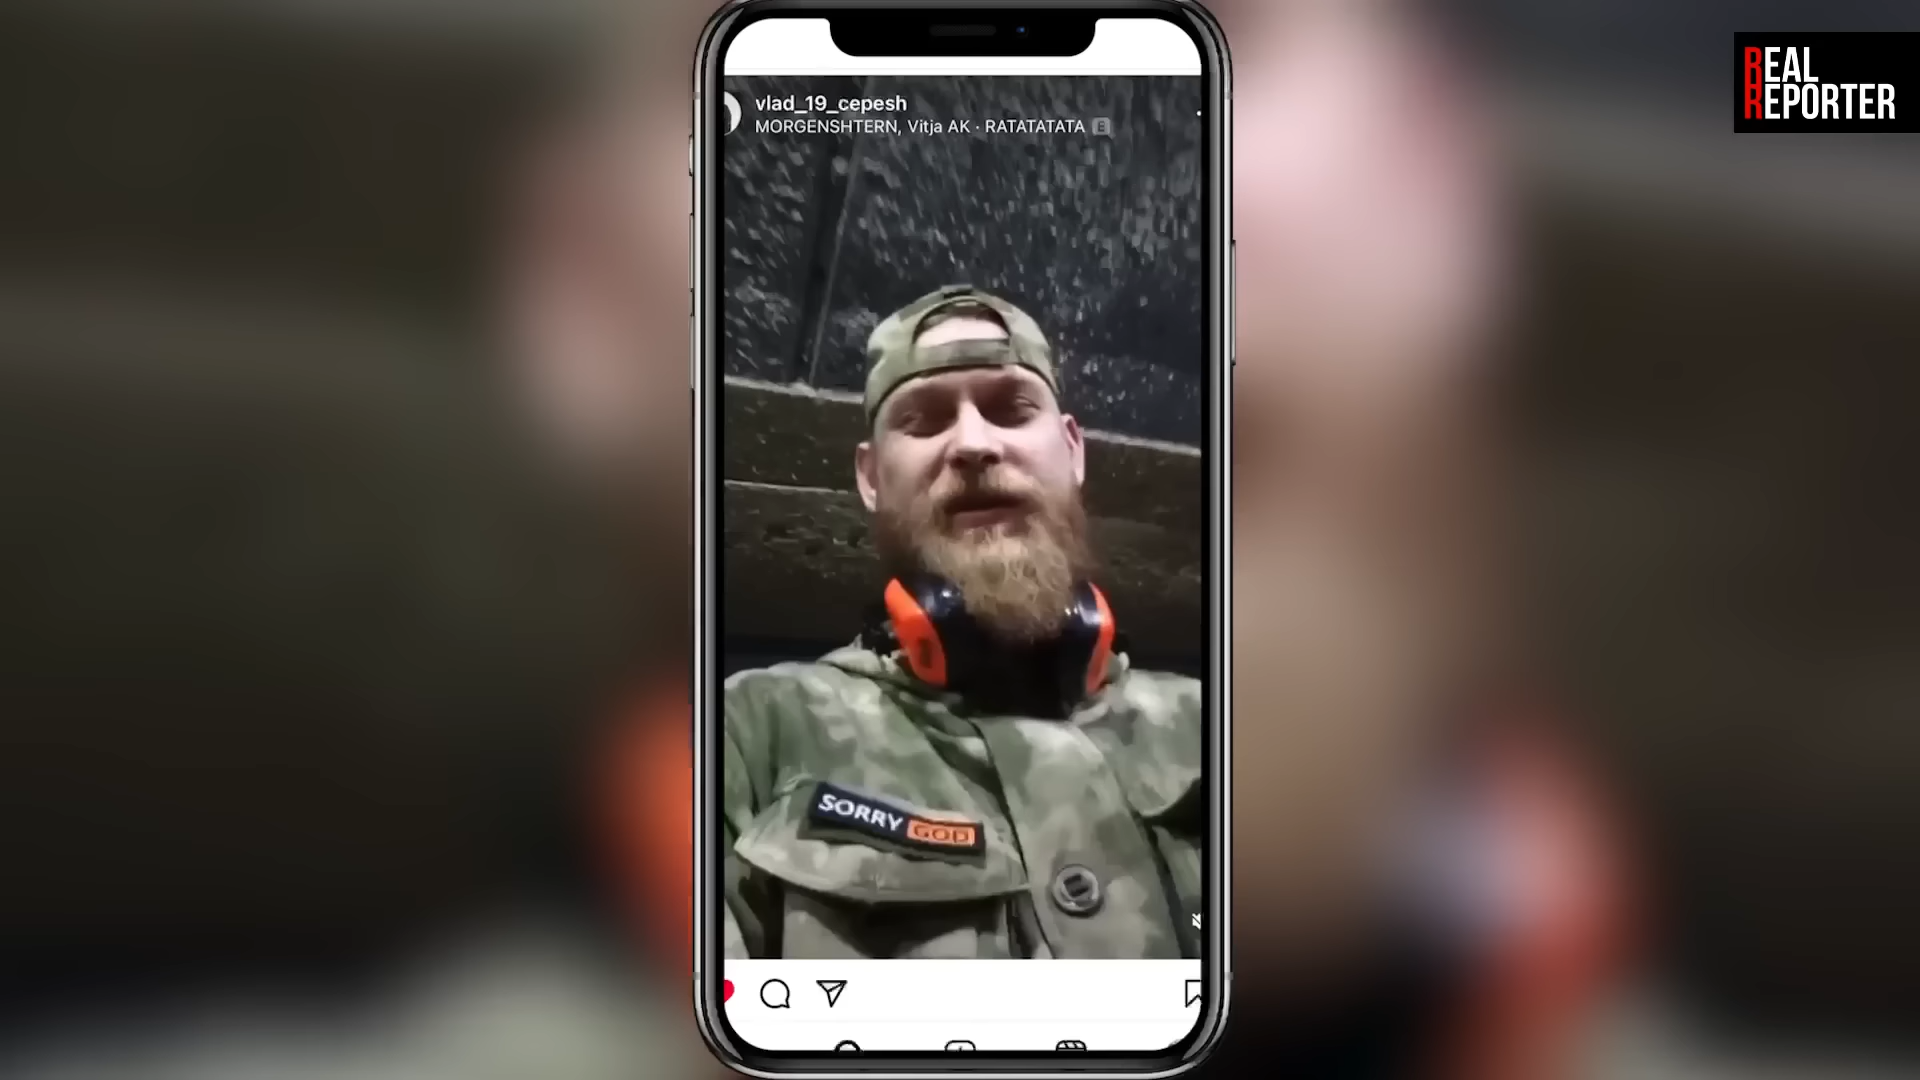 REAL
REPORTER
vlad_19_cepesh
MORGENSHTERN, Vitja AK · RATATATATA E
SORRY GOD